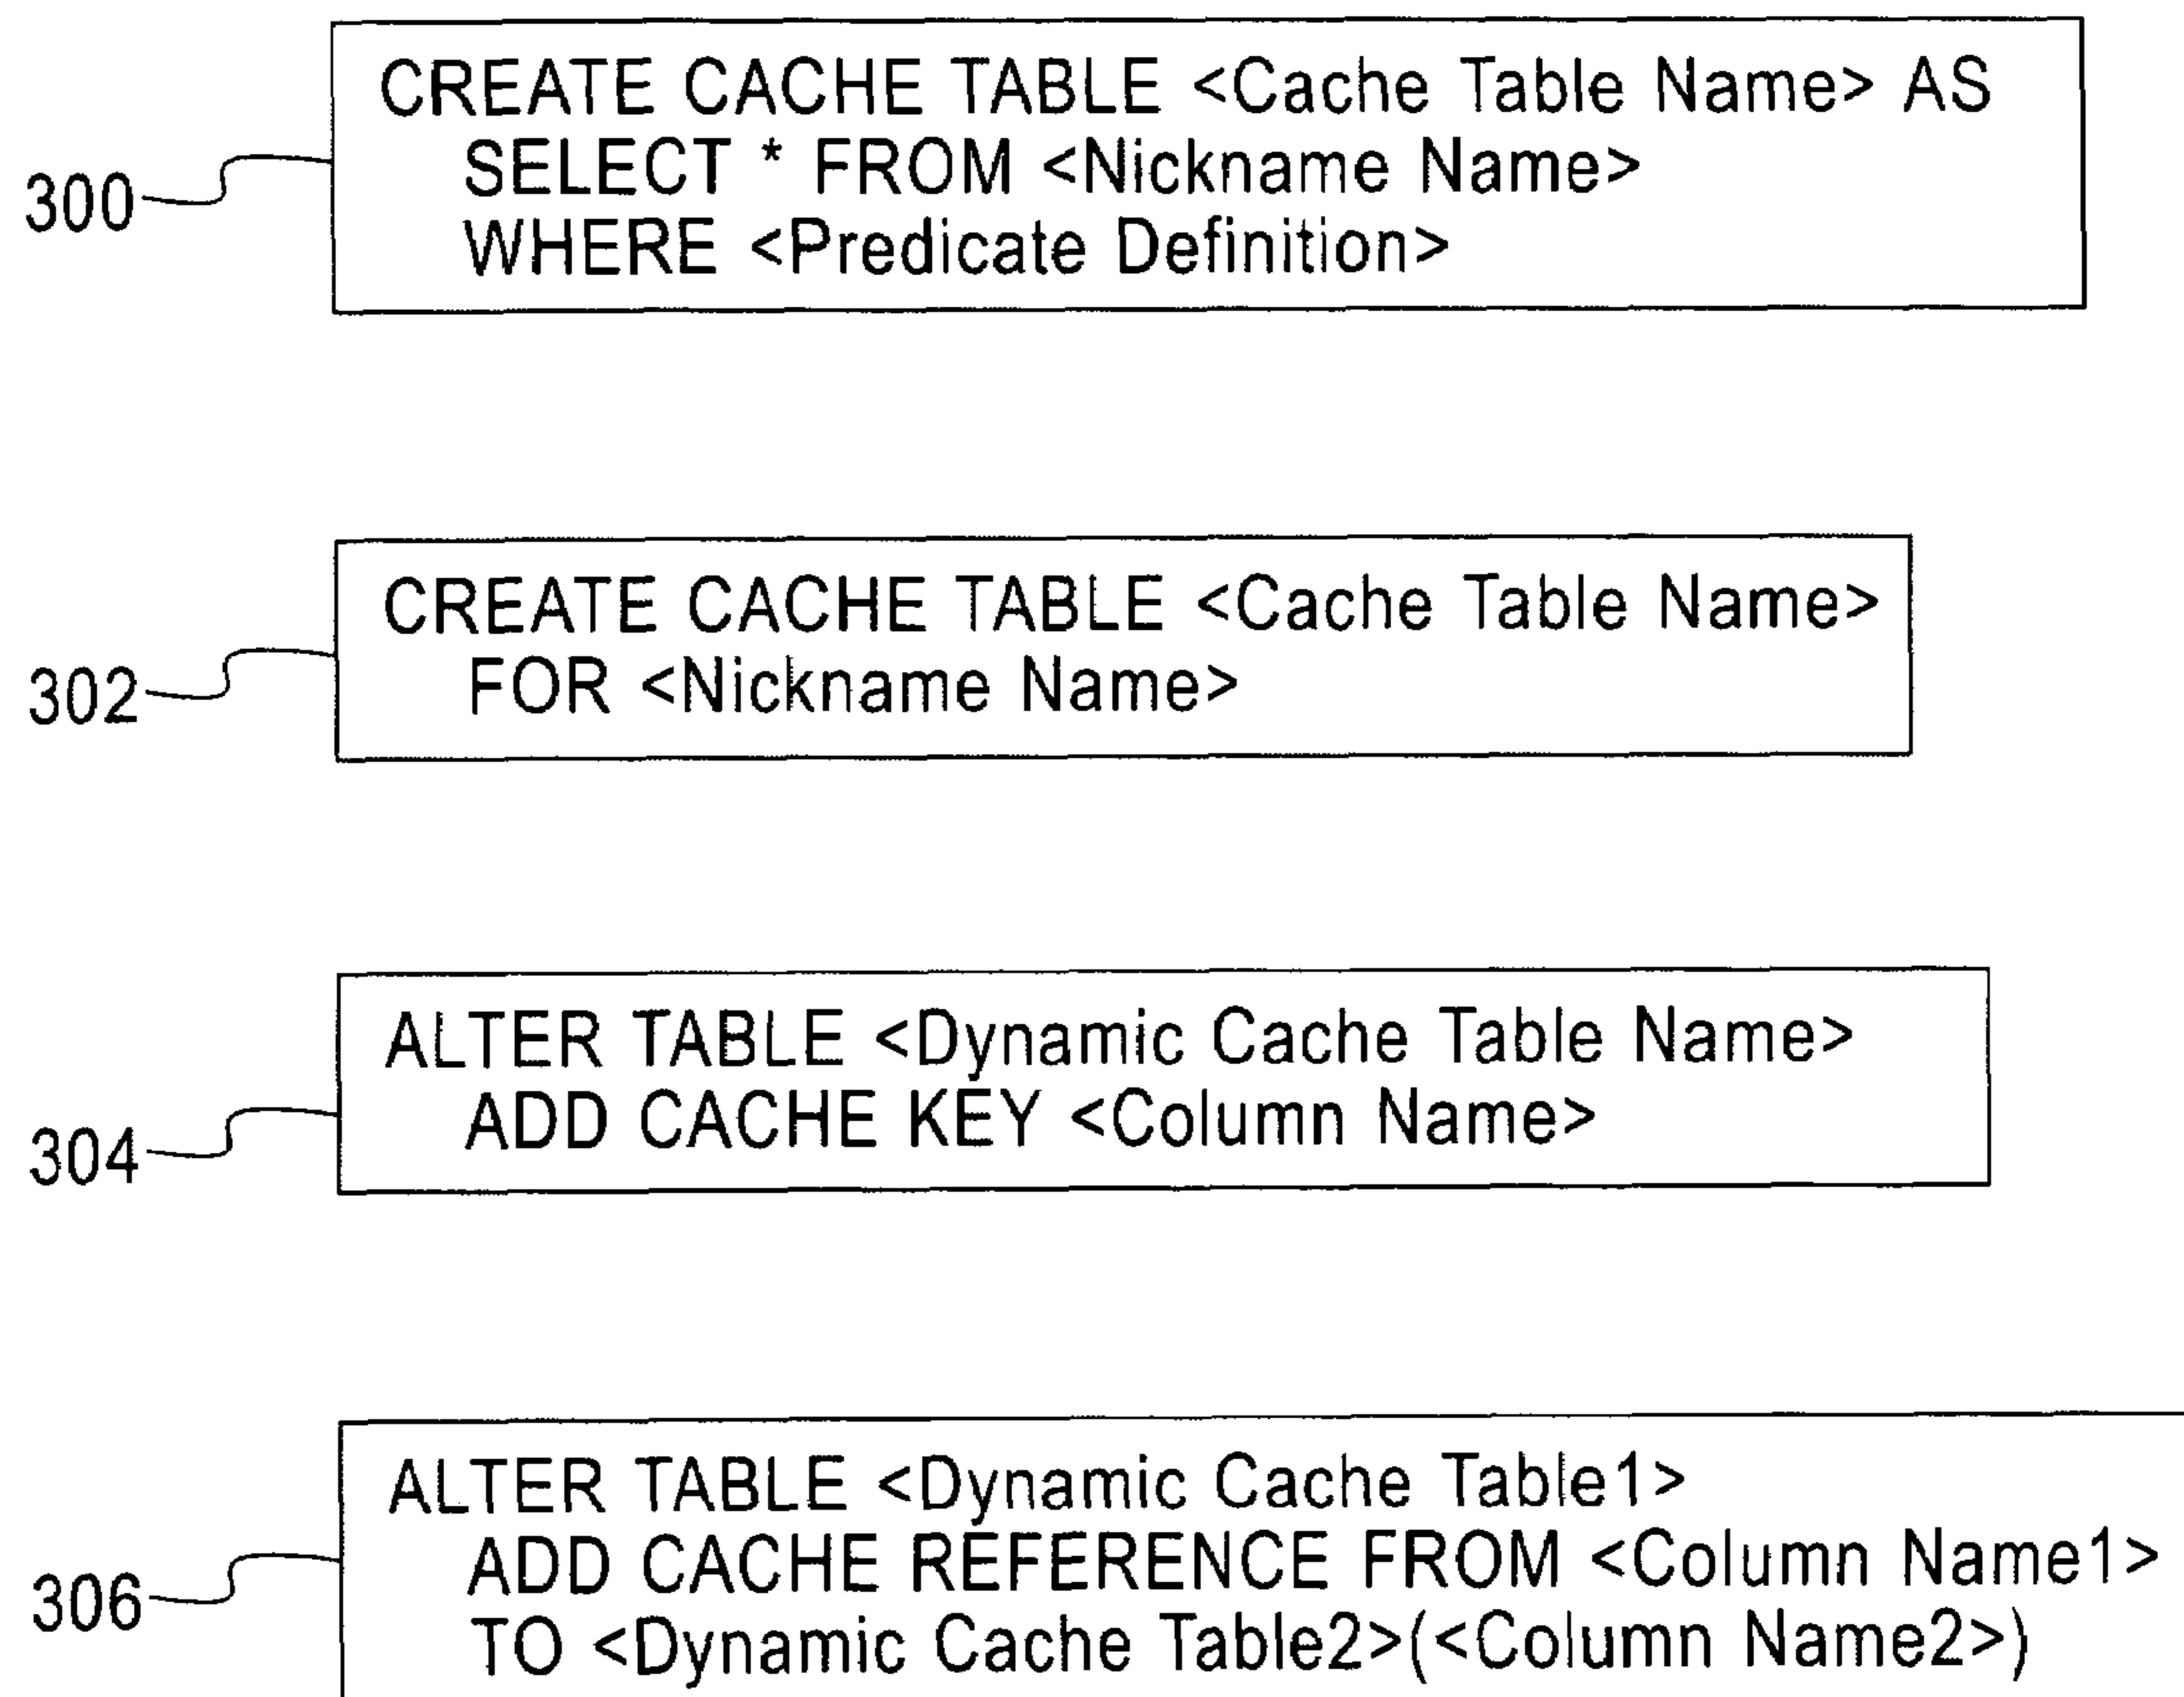 CREATE CACHE TABLE <Cache Table Name> AS
SELECT * FROM <Nickname Name>
WHERE <Predicate Definition>
300
CREATE CACHE TABLE <Cache Table Name>
FOR <Nickname Name>
302
ALTER TABLE <Dynamic Cache Table Name>
ADD CACHE KEY <Column Name>
304
ALTER TABLE <Dynamic Cache Table1>
ADD CACHE REFERENCE FROM <Column Name1>
TO <Dynamic Cache Table2>(<Column Name2>)
306